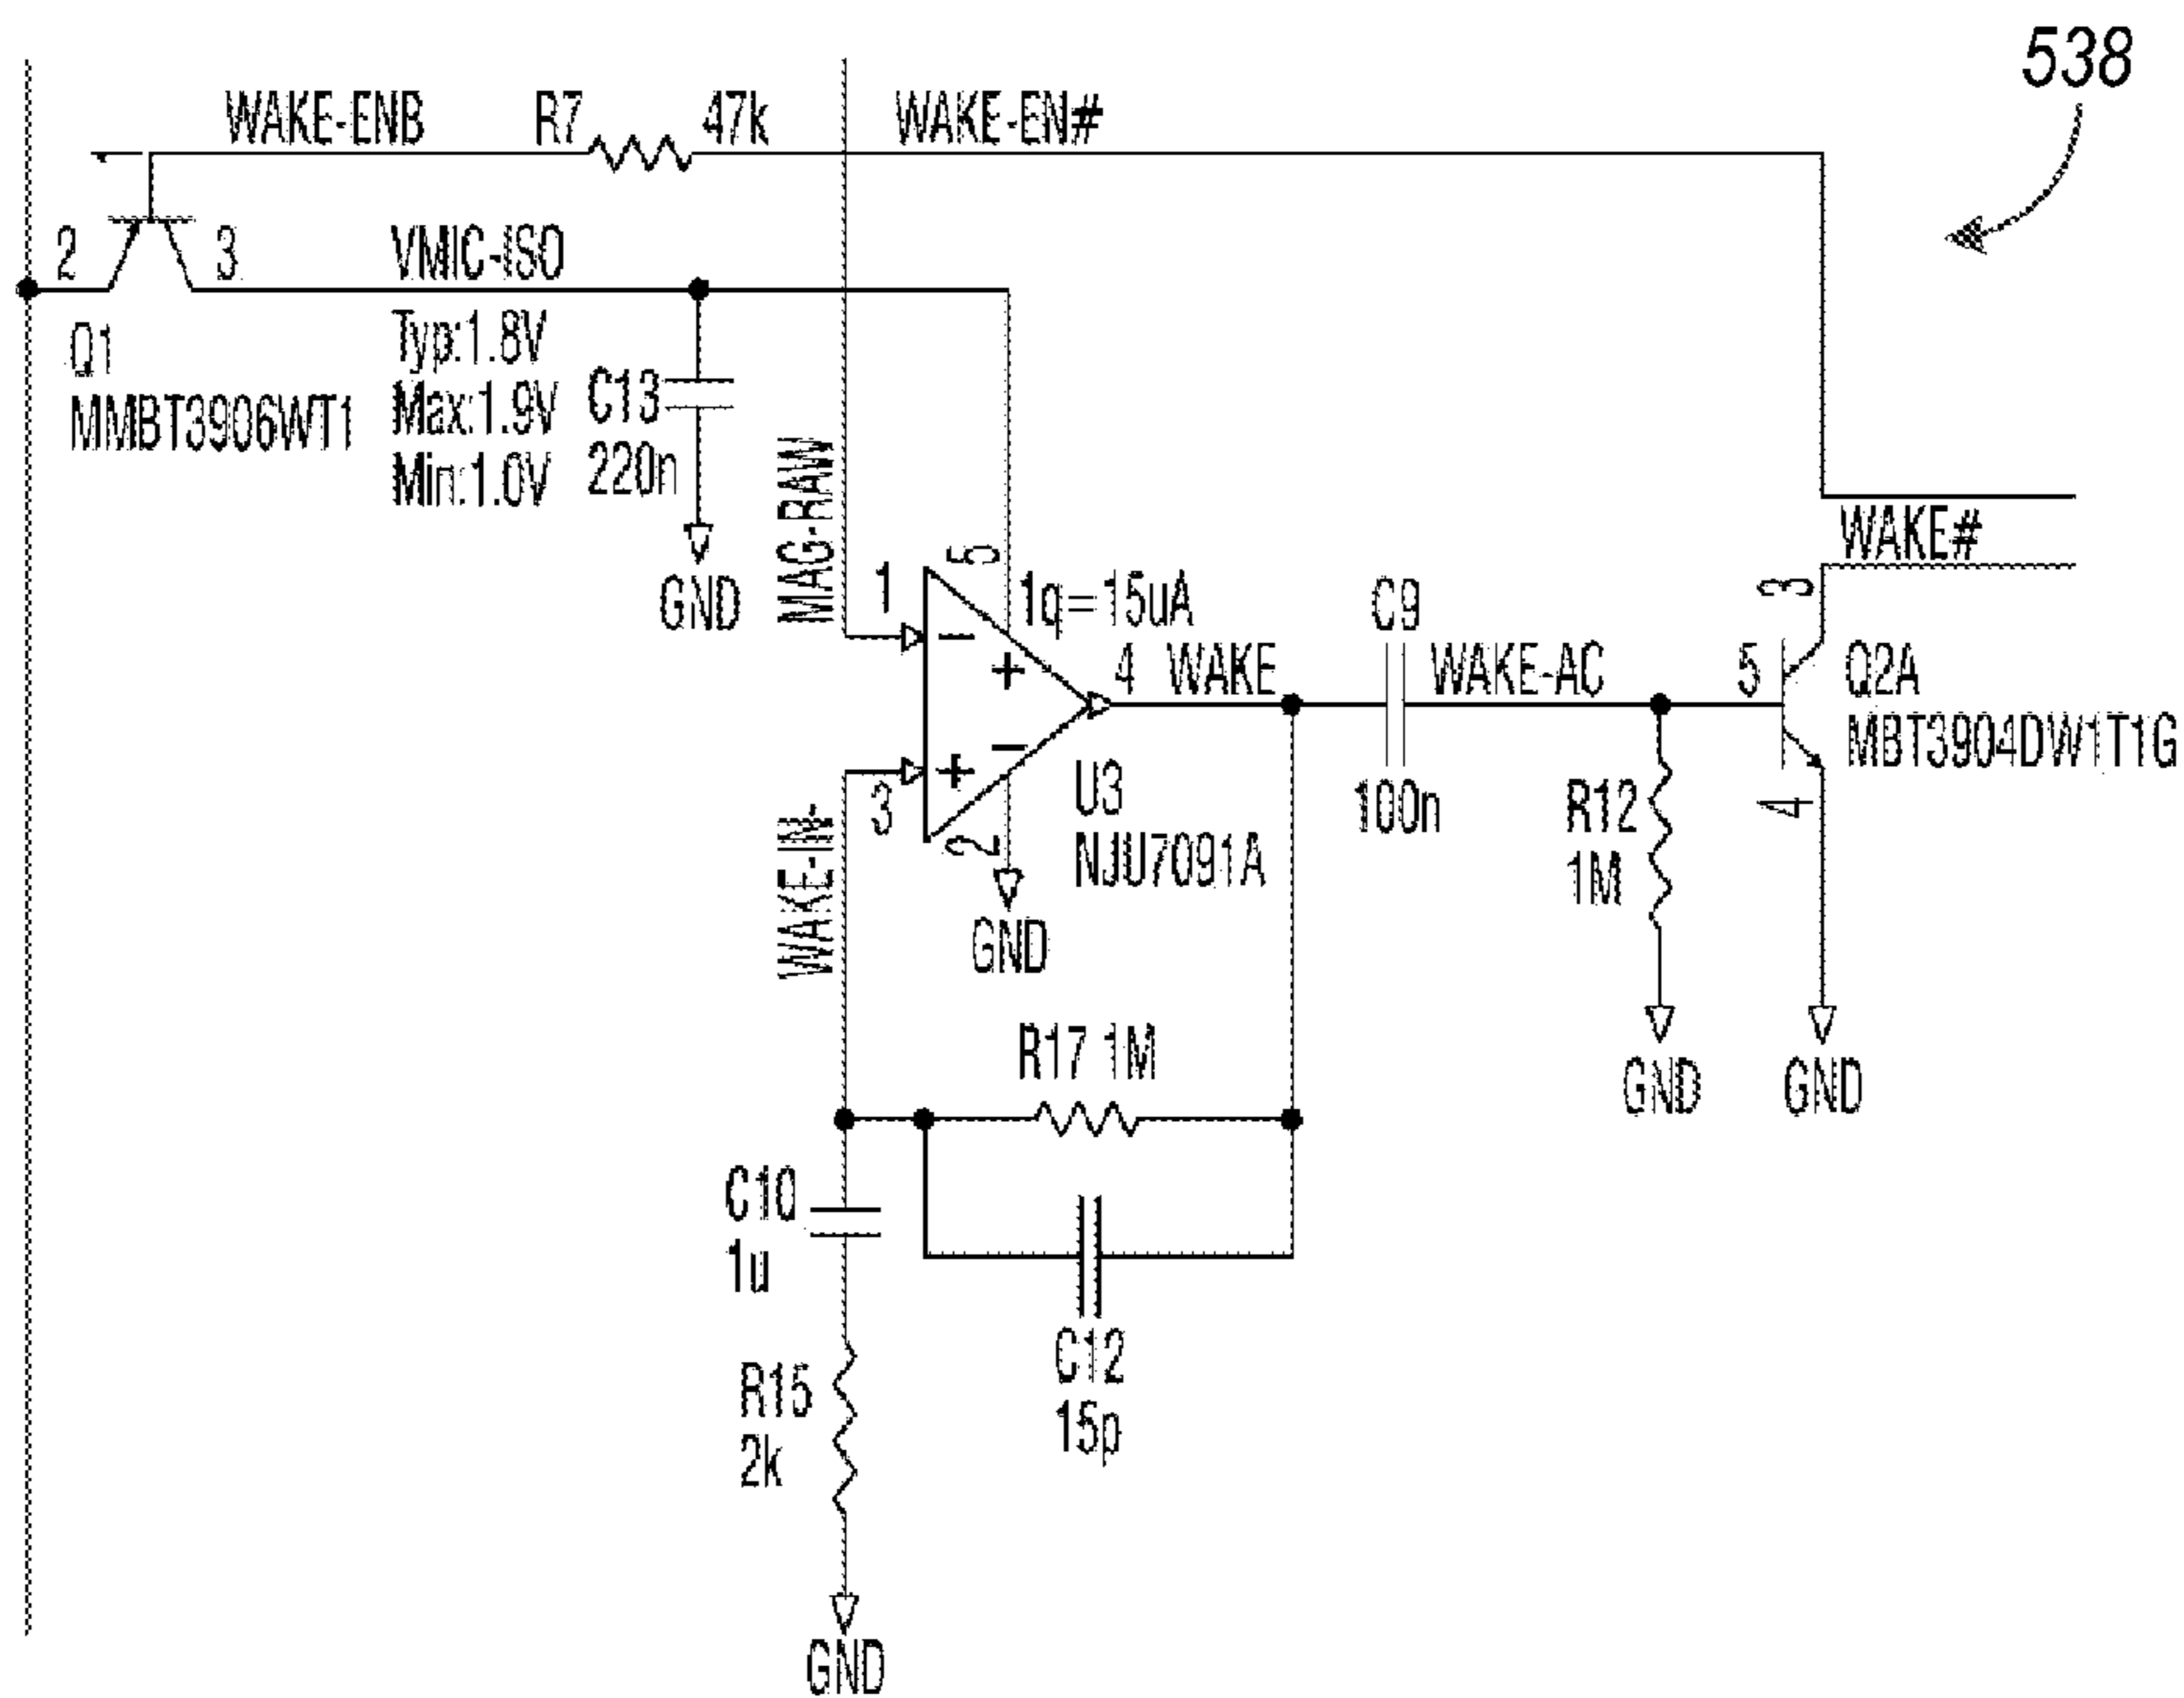 538
WAKE-ENB
R7
47k
WAKE-EN#
2
3
VMIC-ISO
Typ:1.8V
Max:1.9V
Min:1.0V
Q1
MMBT3906WT1
C13
220n
GND
MAG-RAW
1
5
1q=15uA
−
+
4
WAKE
C9
100n
WAKE-AC
WAKE#
3
5
Q2A
MBT3904DW1T1G
4
R12
1M
GND
GND
3
+
−
2
GND
U3
NJU7091A
WAKE-IN-
R17 1M
C10
1u
C12
15p
R15
2k
GND